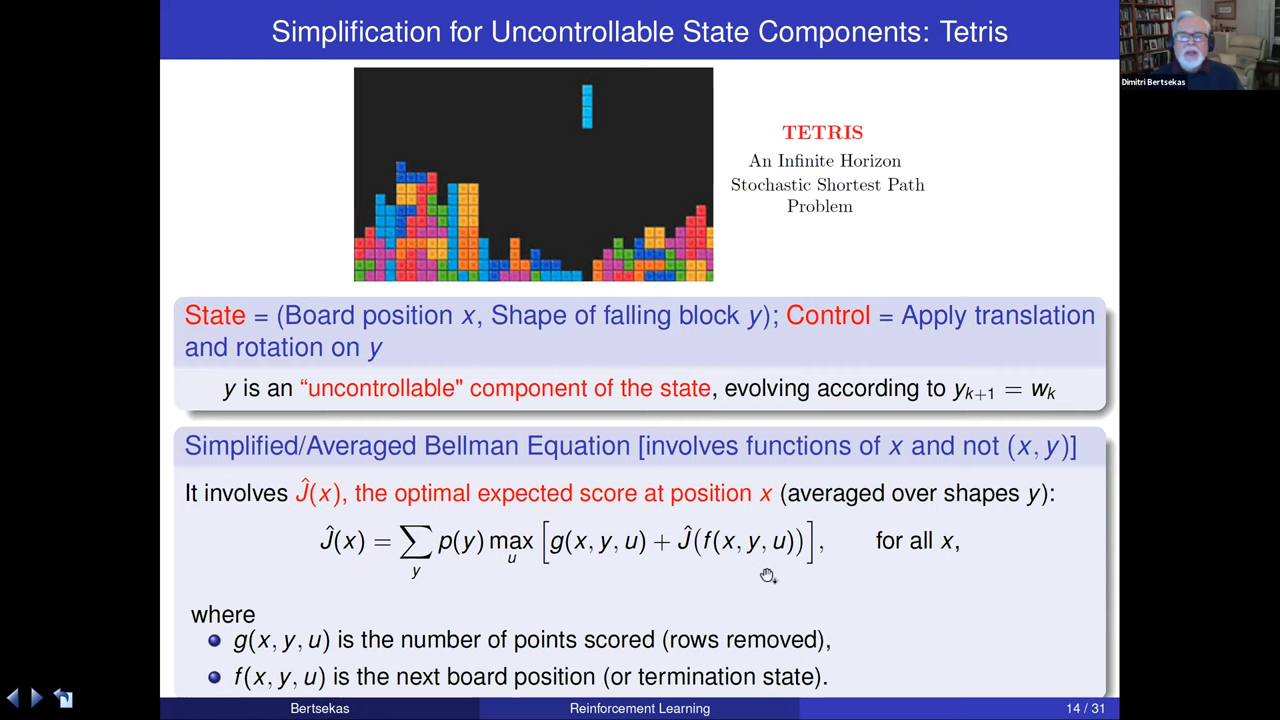 Simplification for Uncontrollable State Components: Tetris
Dimitri Bertsekas
TETRIS
An Infinite Horizon
Stochastic Shortest Path
Problem
State = (Board position x, Shape of falling block y); Control = Apply translation
and rotation on y
y is an “uncontrollable" component of the state, evolving according to yₖ₊₁ = wₖ
Simplified/Averaged Bellman Equation [involves functions of x and not (x, y)]
It involves Ĵ(x), the optimal expected score at position x (averaged over shapes y):
Ĵ(x) = ∑_y p(y) max_u [g(x, y, u) + Ĵ(f(x, y, u))], for all x,
where
g(x, y, u) is the number of points scored (rows removed),
f(x, y, u) is the next board position (or termination state).
Bertsekas Reinforcement Learning 14 / 31